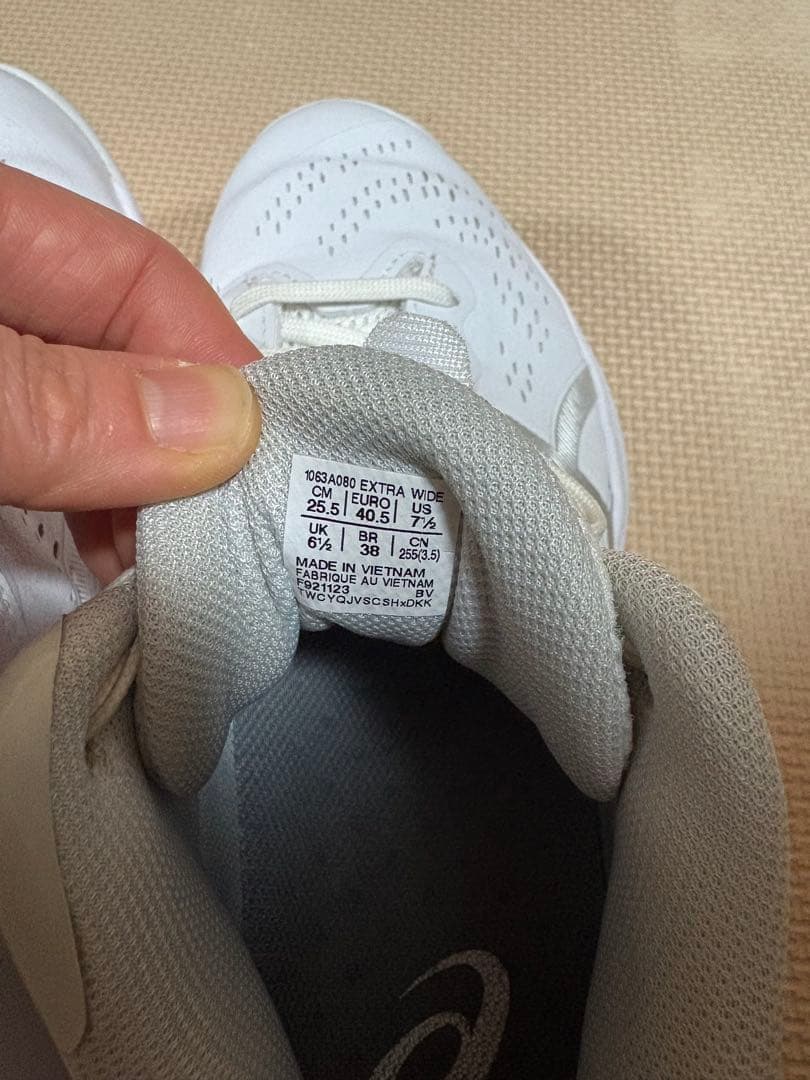 1063A080 EXTRA WIDE
CM EURO US
25.5 40.5 7½
UK BR CN
6½ 38 255(3.5)
MADE IN VIETNAM
FABRIQUE AU VIETNAM
F921123 BV
TWCYQJVSCSHxDKK